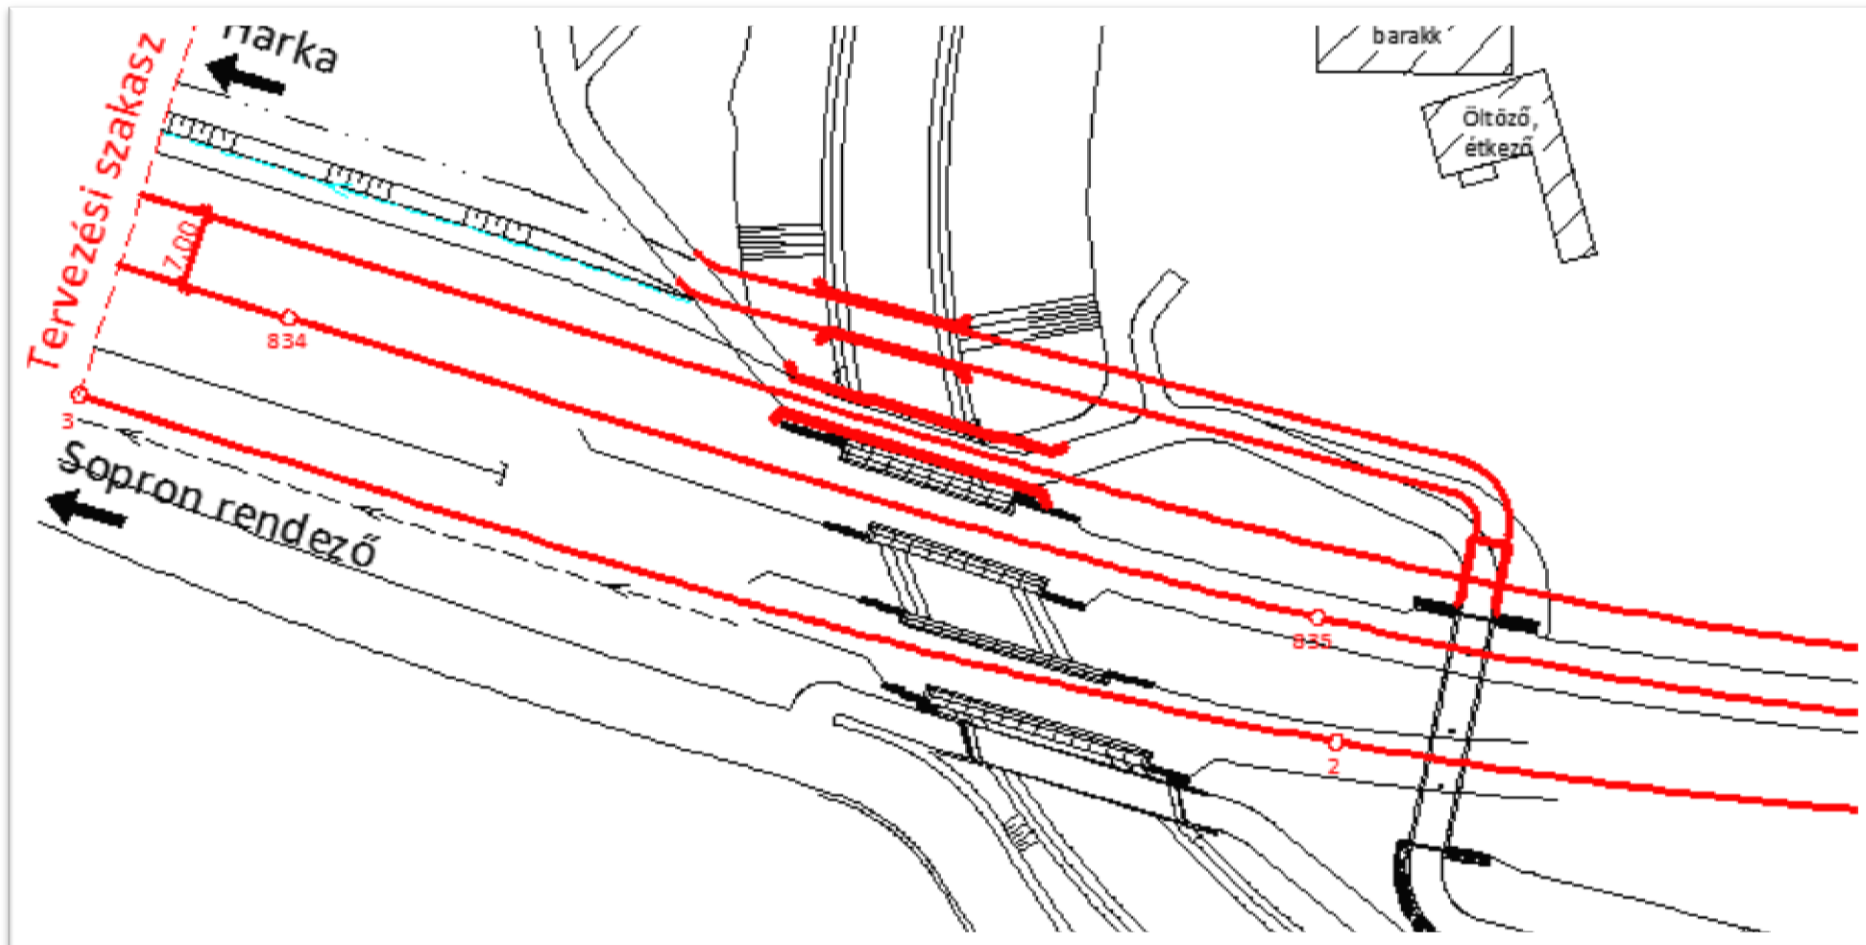 Harka
barakk
Öltöző,
étkező
Tervezési szakasz
7,00
834
3
Sopron rendező
835
2